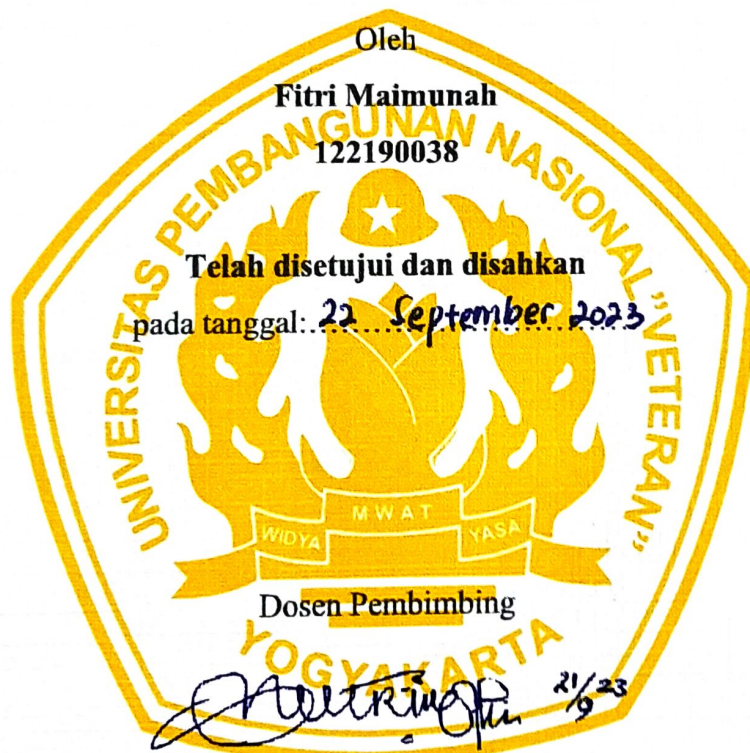 Oleh
Fitri Maimunah
122190038
UNIVERSITAS PEMBANGUNAN NASIONAL "VETERAN"
Telah disetujui dan disahkan
pada tanggal: 22 September 2023
WIDYA MWAT YASA
Dosen Pembimbing
YOGYAKARTA
21/9 23